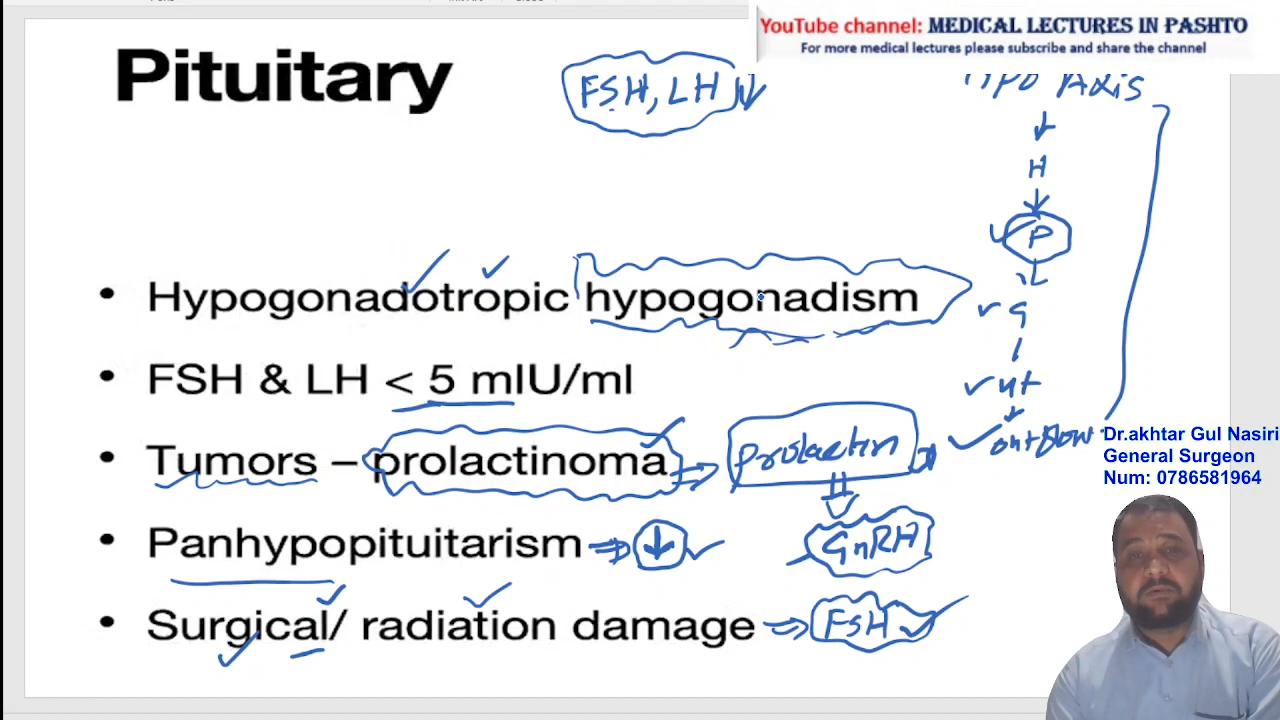 YouTube channel: MEDICAL LECTURES IN PASHTO
For more medical lectures please subscribe and share the channel
Pituitary
FSH, LH ↓
Axis
H
P
• Hypogonadotropic hypogonadism
G
• FSH & LH < 5 mIU/ml
ut
• Tumors – prolactinoma
prolactin
outflow
Dr.akhtar Gul Nasiri
General Surgeon
Num: 0786581964
• Panhypopituitarism
GnRH
• Surgical/ radiation damage
FSH